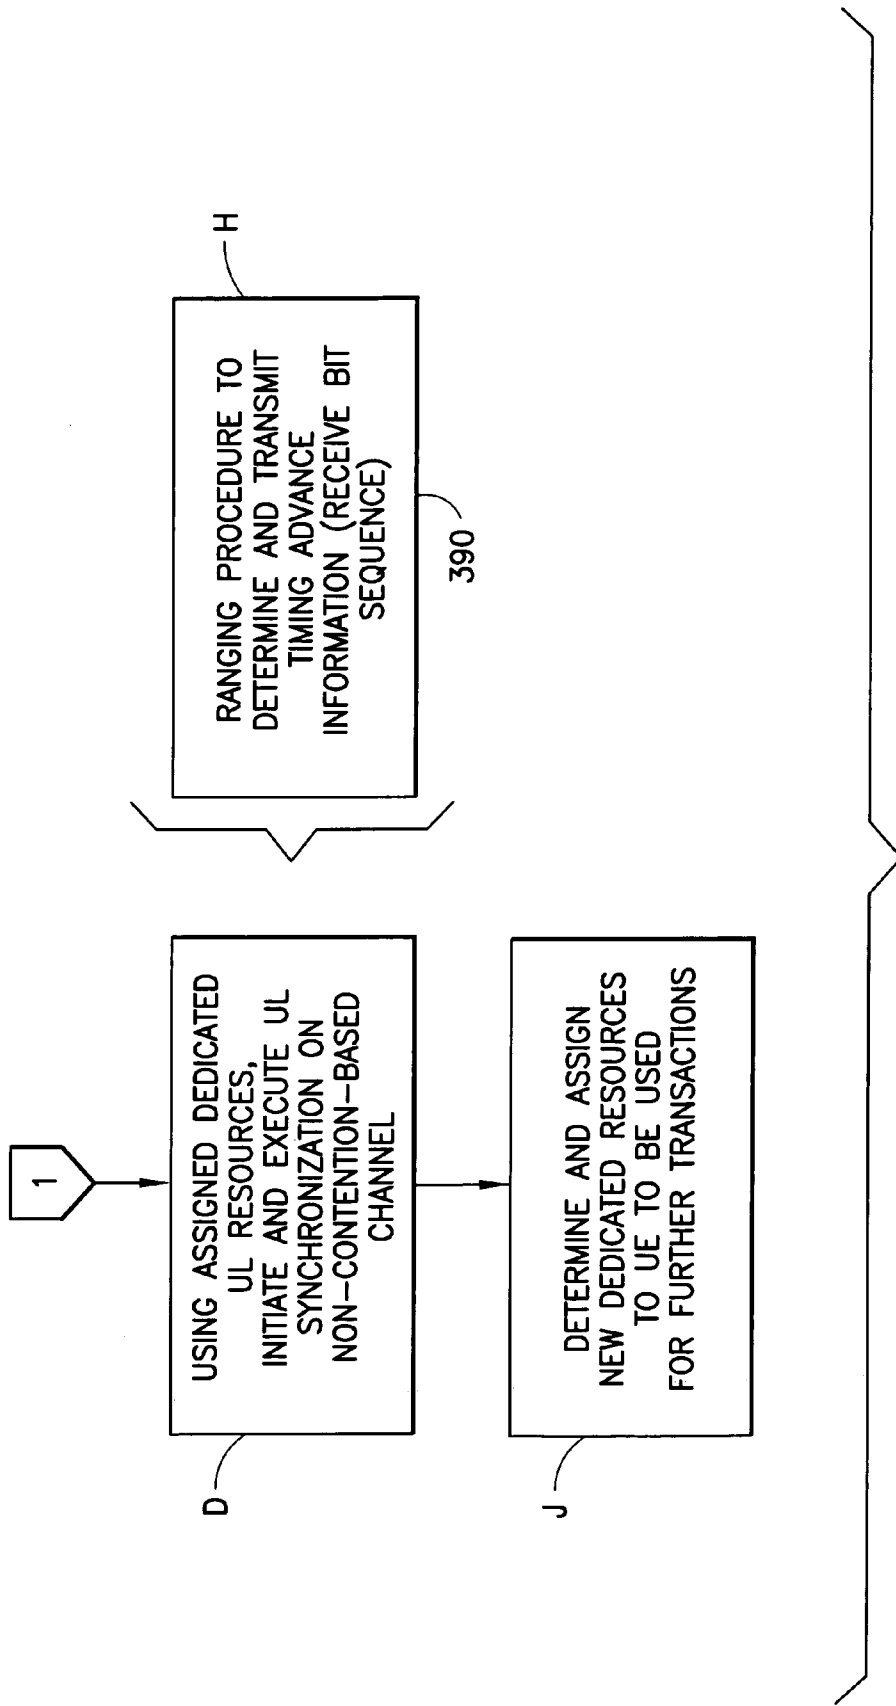 1
D
USING ASSIGNED DEDICATED
UL RESOURCES,
INITIATE AND EXECUTE UL
SYNCHRONIZATION ON
NON-CONTENTION-BASED
CHANNEL
H
RANGING PROCEDURE TO
DETERMINE AND TRANSMIT
TIMING ADVANCE
INFORMATION (RECEIVE BIT
SEQUENCE)
390
J
DETERMINE AND ASSIGN
NEW DEDICATED RESOURCES
TO UE TO BE USED
FOR FURTHER TRANSACTIONS